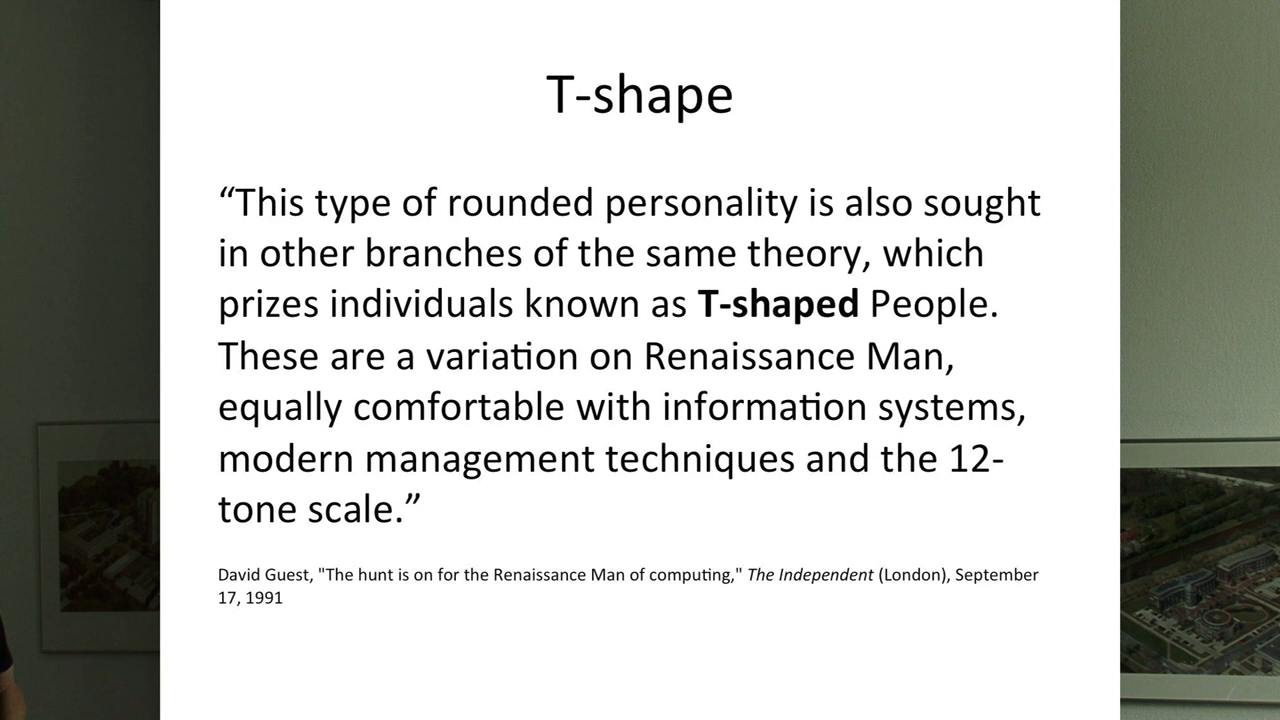 T-shape
“This type of rounded personality is also sought
in other branches of the same theory, which
prizes individuals known as T-shaped People.
These are a variation on Renaissance Man,
equally comfortable with information systems,
modern management techniques and the 12-
tone scale.”
David Guest, "The hunt is on for the Renaissance Man of computing," The Independent (London), September
17, 1991